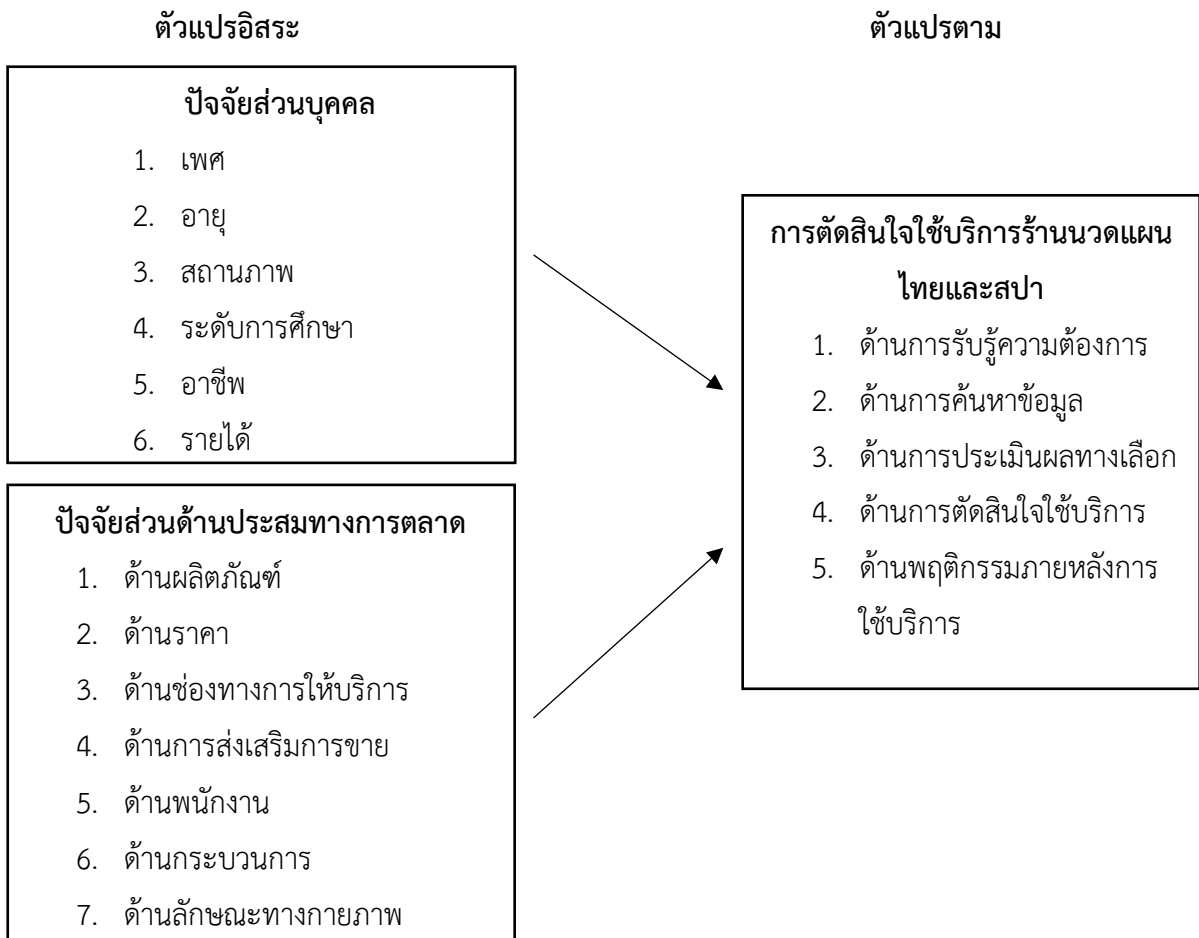 ตัวแปรอิสระ
ตัวแปรตาม
ปัจจัยส่วนบุคคล
1. เพศ
2. อายุ
3. สถานภาพ
4. ระดับการศึกษา
5. อาชีพ
6. รายได้
ปัจจัยส่วนด้านประสมทางการตลาด
1. ด้านผลิตภัณฑ์
2. ด้านราคา
3. ด้านช่องทางการให้บริการ
4. ด้านการส่งเสริมการขาย
5. ด้านพนักงาน
6. ด้านกระบวนการ
7. ด้านลักษณะทางกายภาพ
การตัดสินใจใช้บริการร้านนวดแผน
ไทยและสปา
1. ด้านการรับรู้ความต้องการ
2. ด้านการค้นหาข้อมูล
3. ด้านการประเมินผลทางเลือก
4. ด้านการตัดสินใจใช้บริการ
5. ด้านพฤติกรรมภายหลังการ
ใช้บริการ